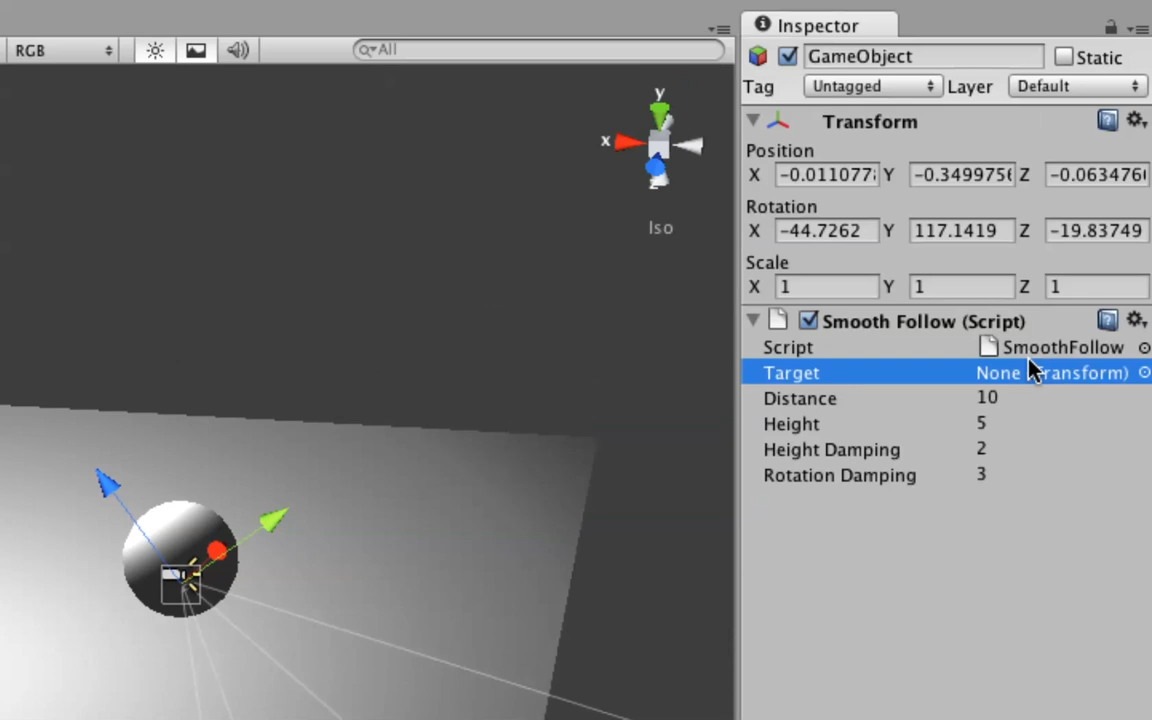 Inspector
RGB
All
GameObject
Static
Tag Untagged Layer Default
Transform
Position
X -0.011077 Y -0.349975 Z -0.06347
Rotation
X -44.7262 Y 117.1419 Z -19.83749
Scale
X 1 Y 1 Z 1
Smooth Follow (Script)
Script SmoothFollow
Target None ransform)
Distance 10
Height 5
Height Damping 2
Rotation Damping 3
y
x
z
Iso